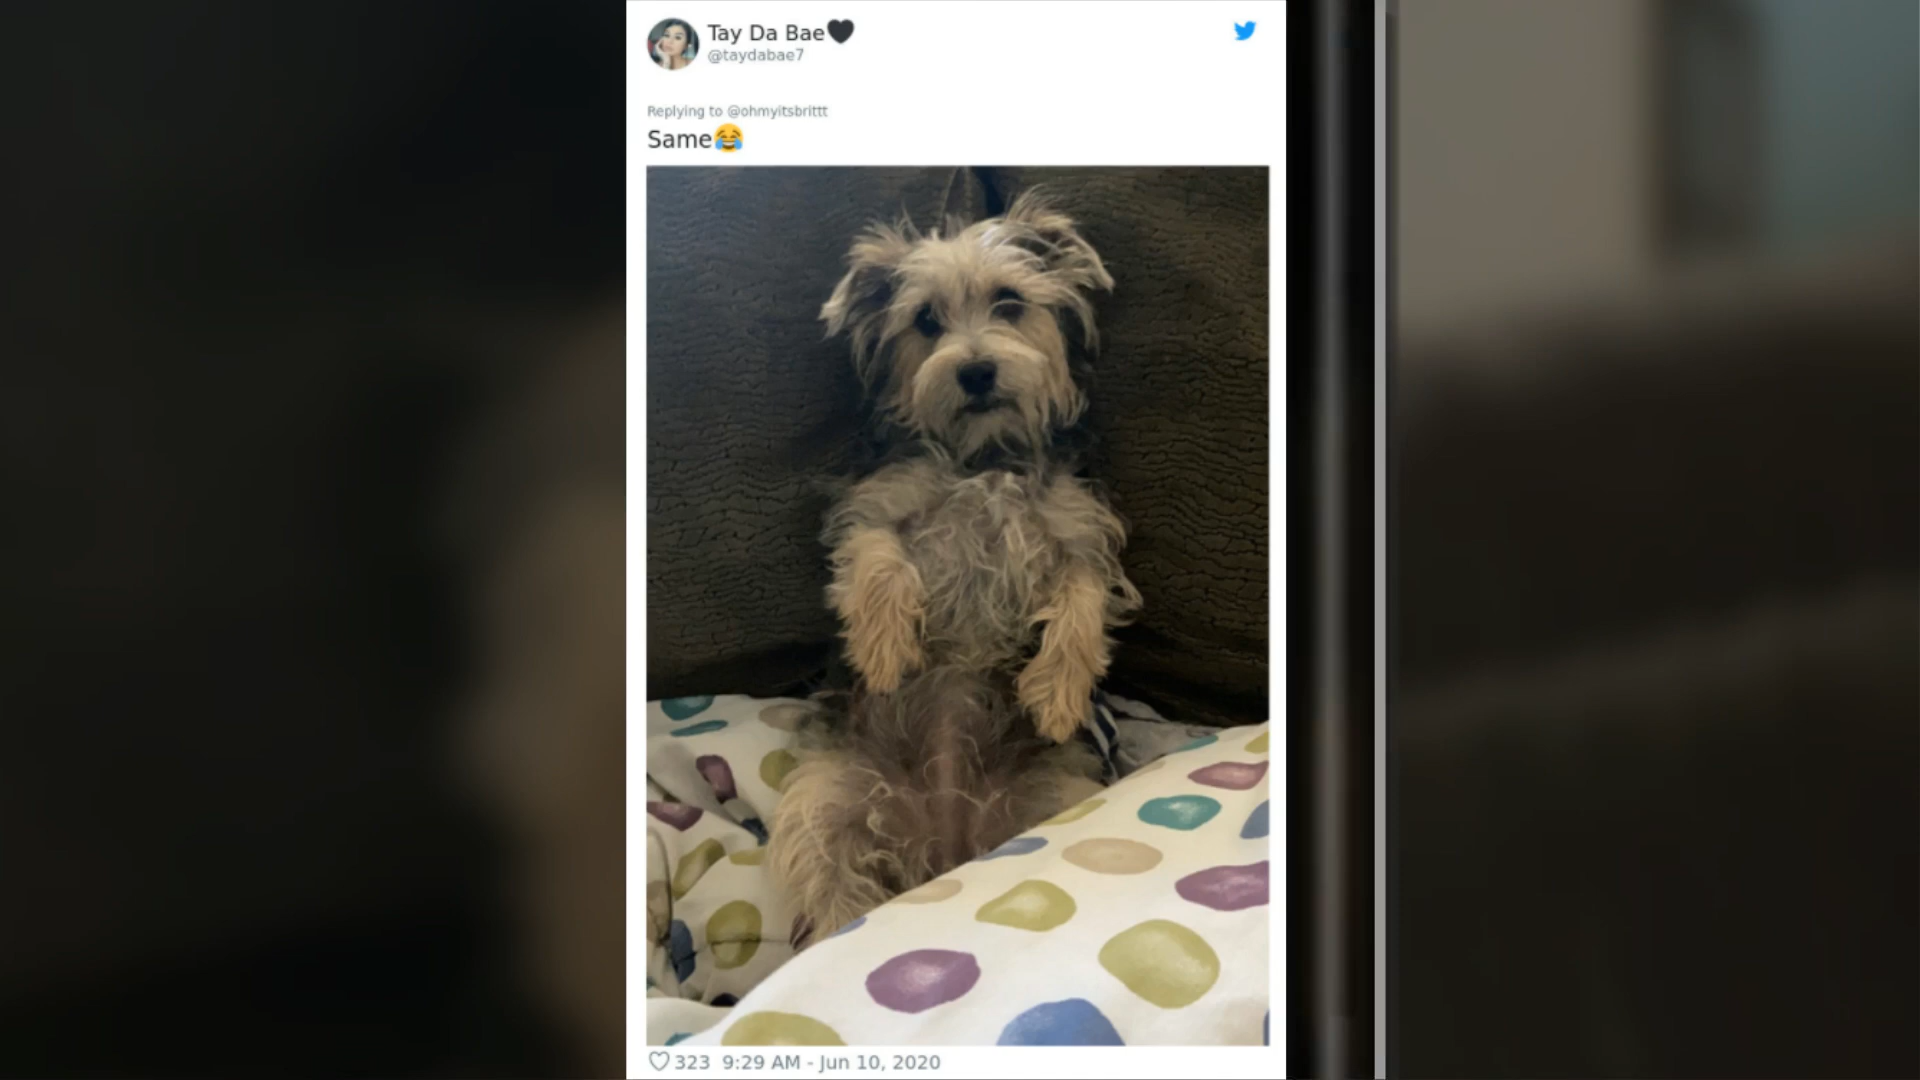 Tay Da Bae🖤
@taydabae7
Replying to @ohmyitsbrittt
Same😂
323 9:29 AM - Jun 10, 2020